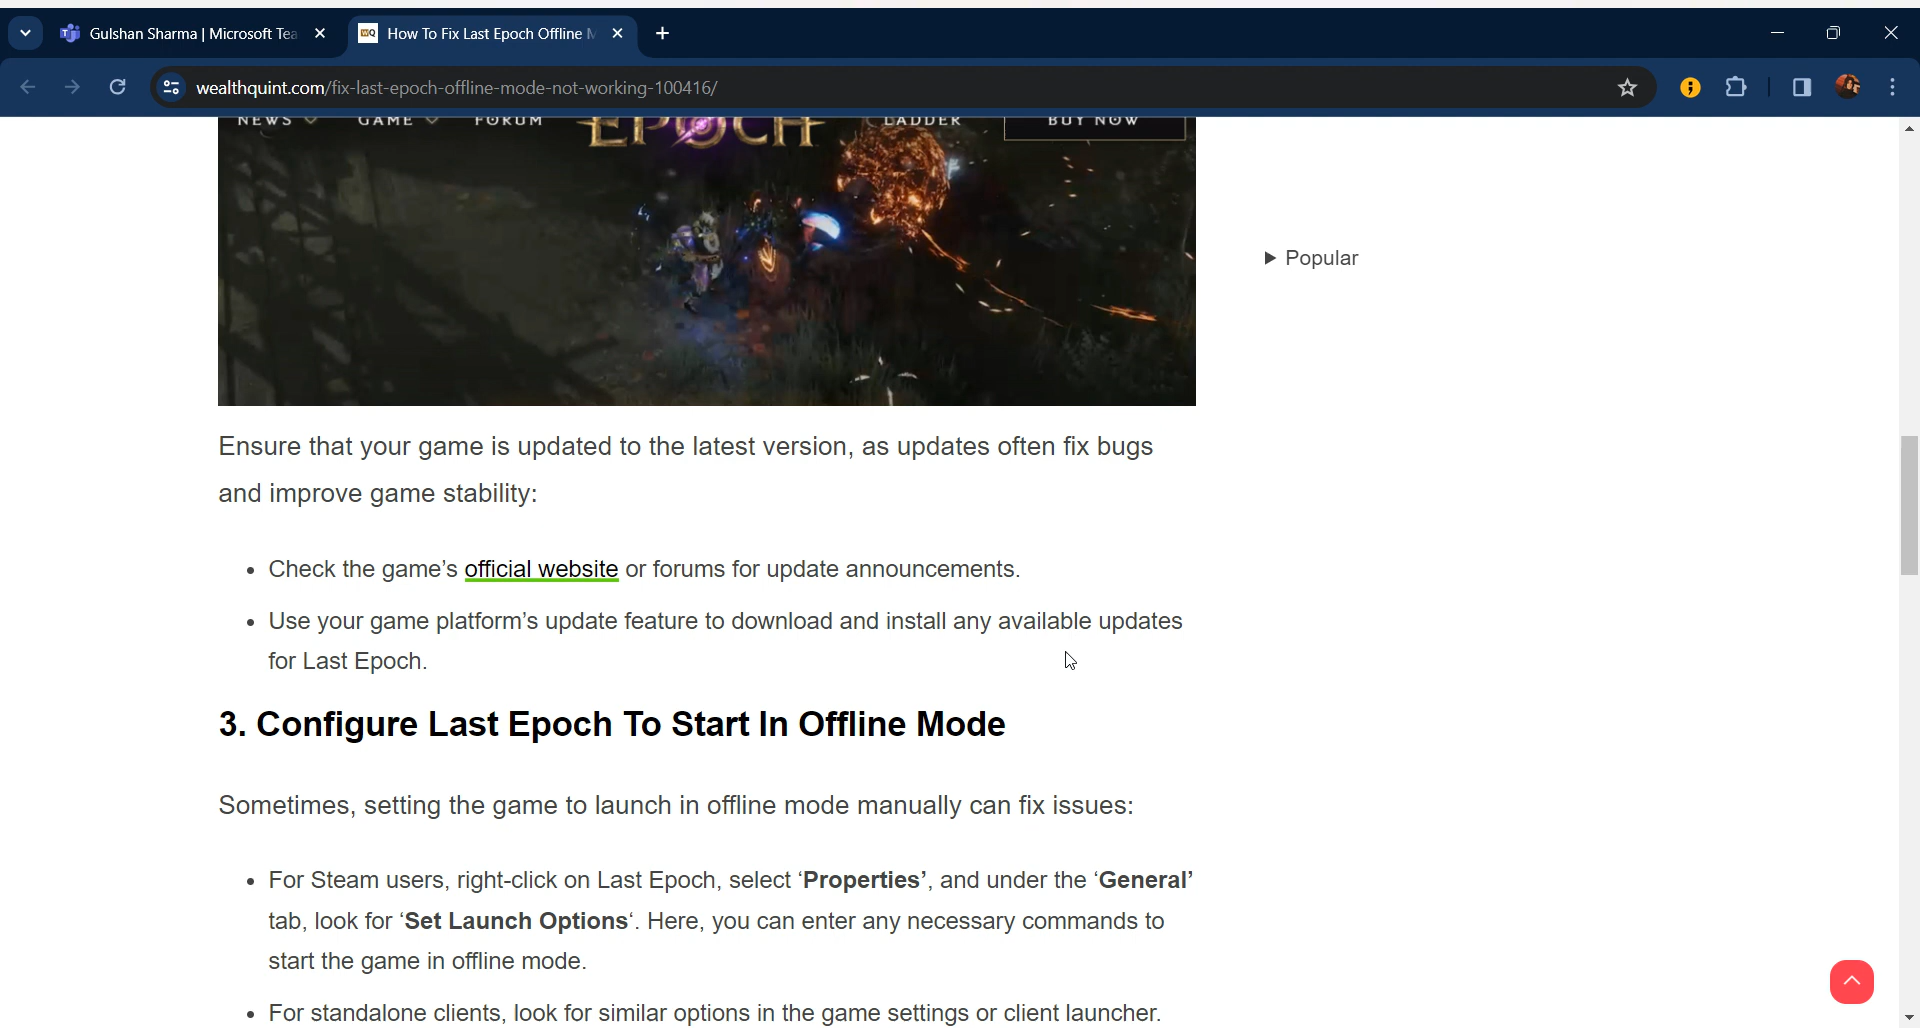 Gulshan Sharma | Microsoft Tea
WQ How To Fix Last Epoch Offline M
wealthquint.com/fix-last-epoch-offline-mode-not-working-100416/
NEWS GAME FORUM EPOCH LADDER BUY NOW
Popular
Ensure that your game is updated to the latest version, as updates often fix bugs
and improve game stability:
• Check the game’s official website or forums for update announcements.
• Use your game platform’s update feature to download and install any available updates
for Last Epoch.
3. Configure Last Epoch To Start In Offline Mode
Sometimes, setting the game to launch in offline mode manually can fix issues:
• For Steam users, right-click on Last Epoch, select ‘Properties’, and under the ‘General’
tab, look for ‘Set Launch Options‘. Here, you can enter any necessary commands to
start the game in offline mode.
• For standalone clients, look for similar options in the game settings or client launcher.